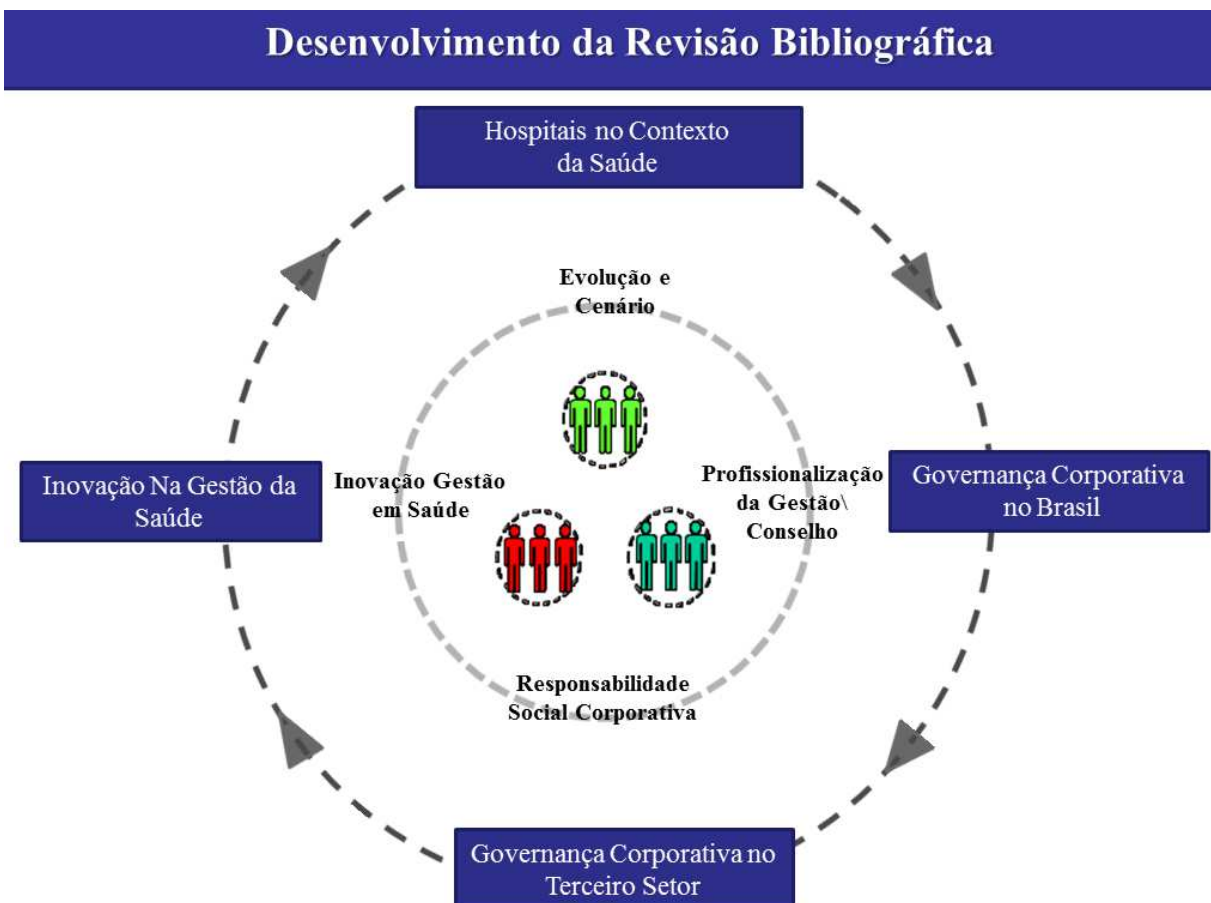 Desenvolvimento da Revisão Bibliográfica
Hospitais no Contexto
da Saúde
Evolução e
Cenário
Inovação Na Gestão da
Saúde
Inovação Gestão
em Saúde
Profissionalização
da Gestão\
Conselho
Governança Corporativa
no Brasil
Responsabilidade
Social Corporativa
Governança Corporativa no
Terceiro Setor